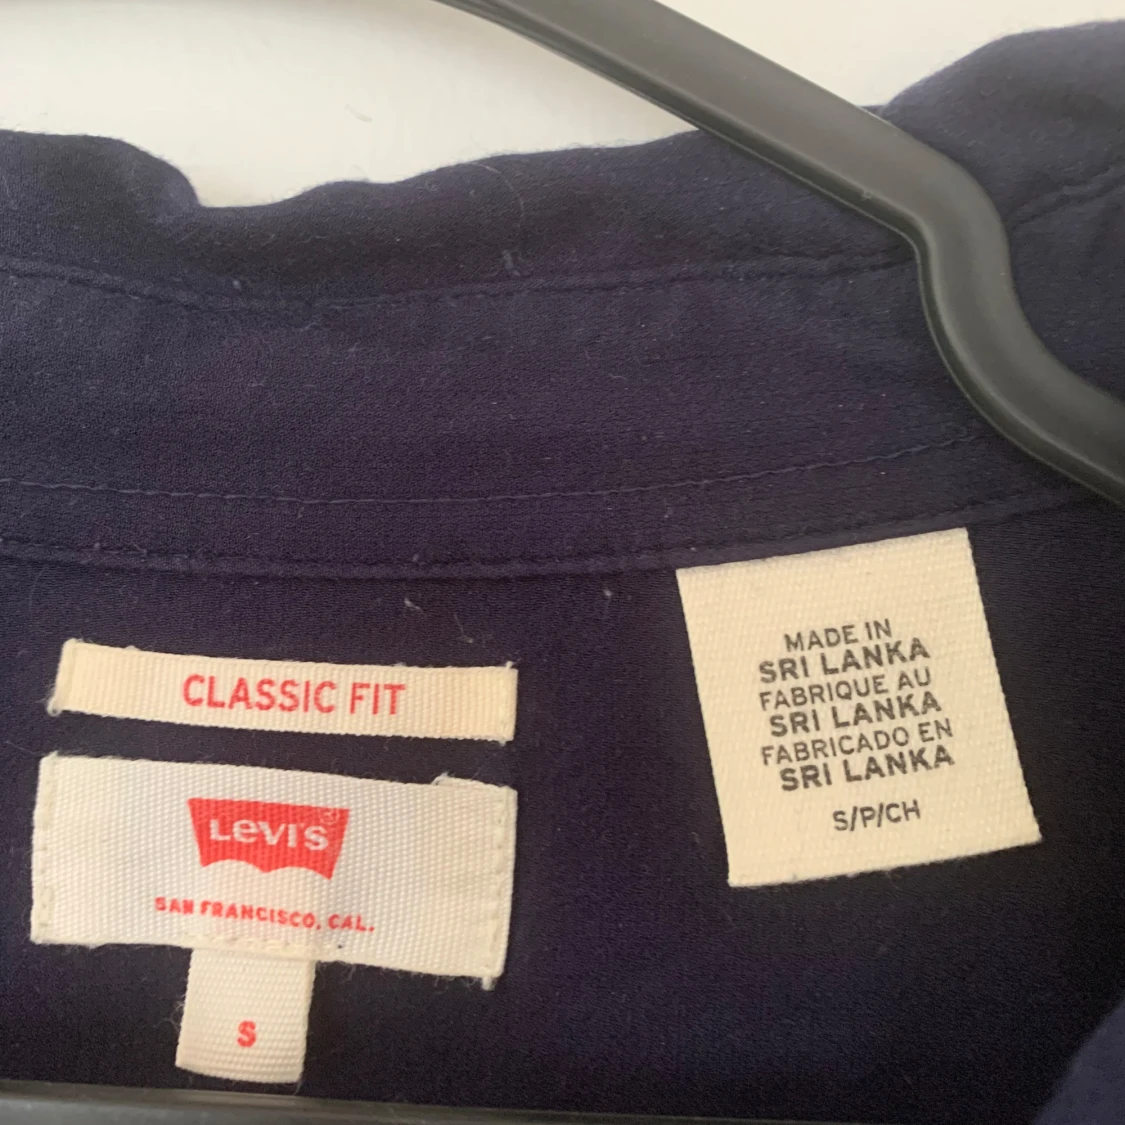 CLASSIC FIT
LEVI'S®
SAN FRANCISCO, CAL.
S
MADE IN
SRI LANKA
FABRIQUE AU
SRI LANKA
FABRICADO EN
SRI LANKA
S/P/CH